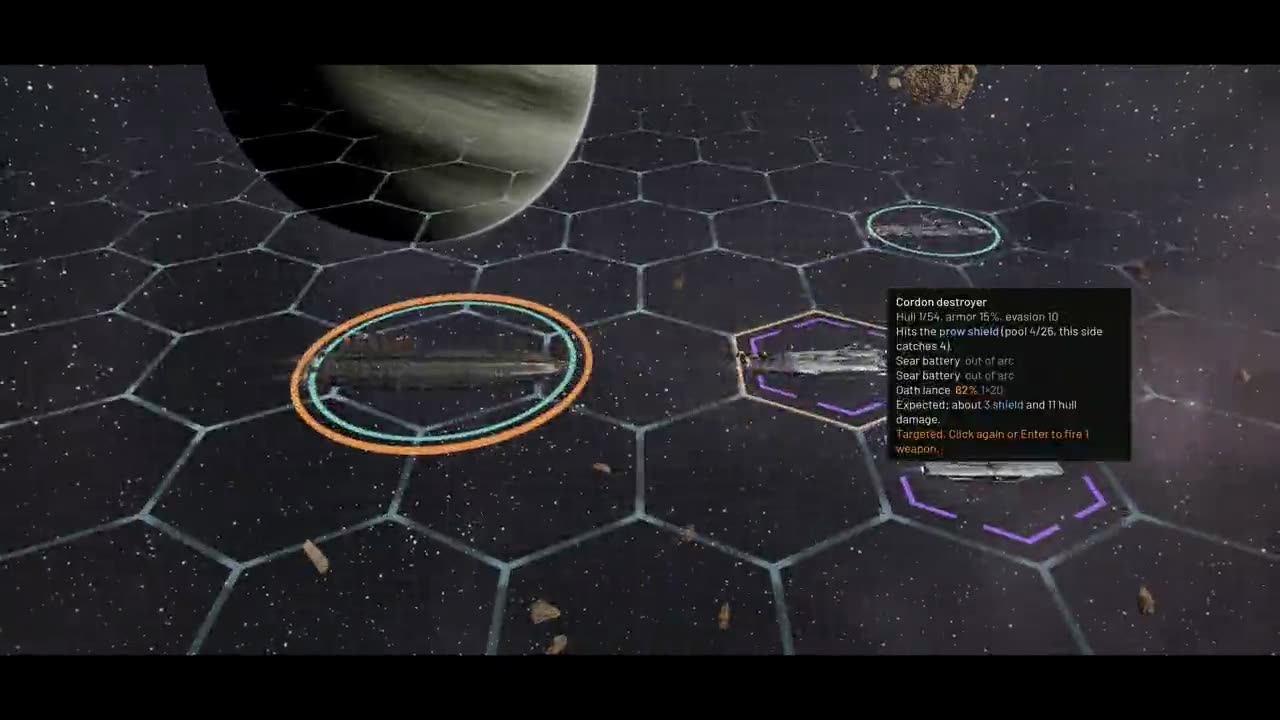 Cordon destroyer
Hull 1/54, armor 15%, evasion 10
Hits the prow shield (pool 4/26, this side
catches 4).
Sear battery out of arc
Sear battery out of arc
Oath lance 62% 1×20
Expected: about 3 shield and 11 hull
damage.
Targeted. Click again or Enter to fire 1
weapon.